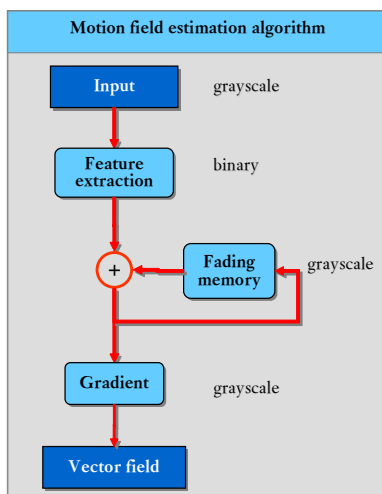 Motion field estimation algorithm
Input
grayscale
Feature
extraction
binary
+
Fading
memory
grayscale
Gradient
grayscale
Vector field